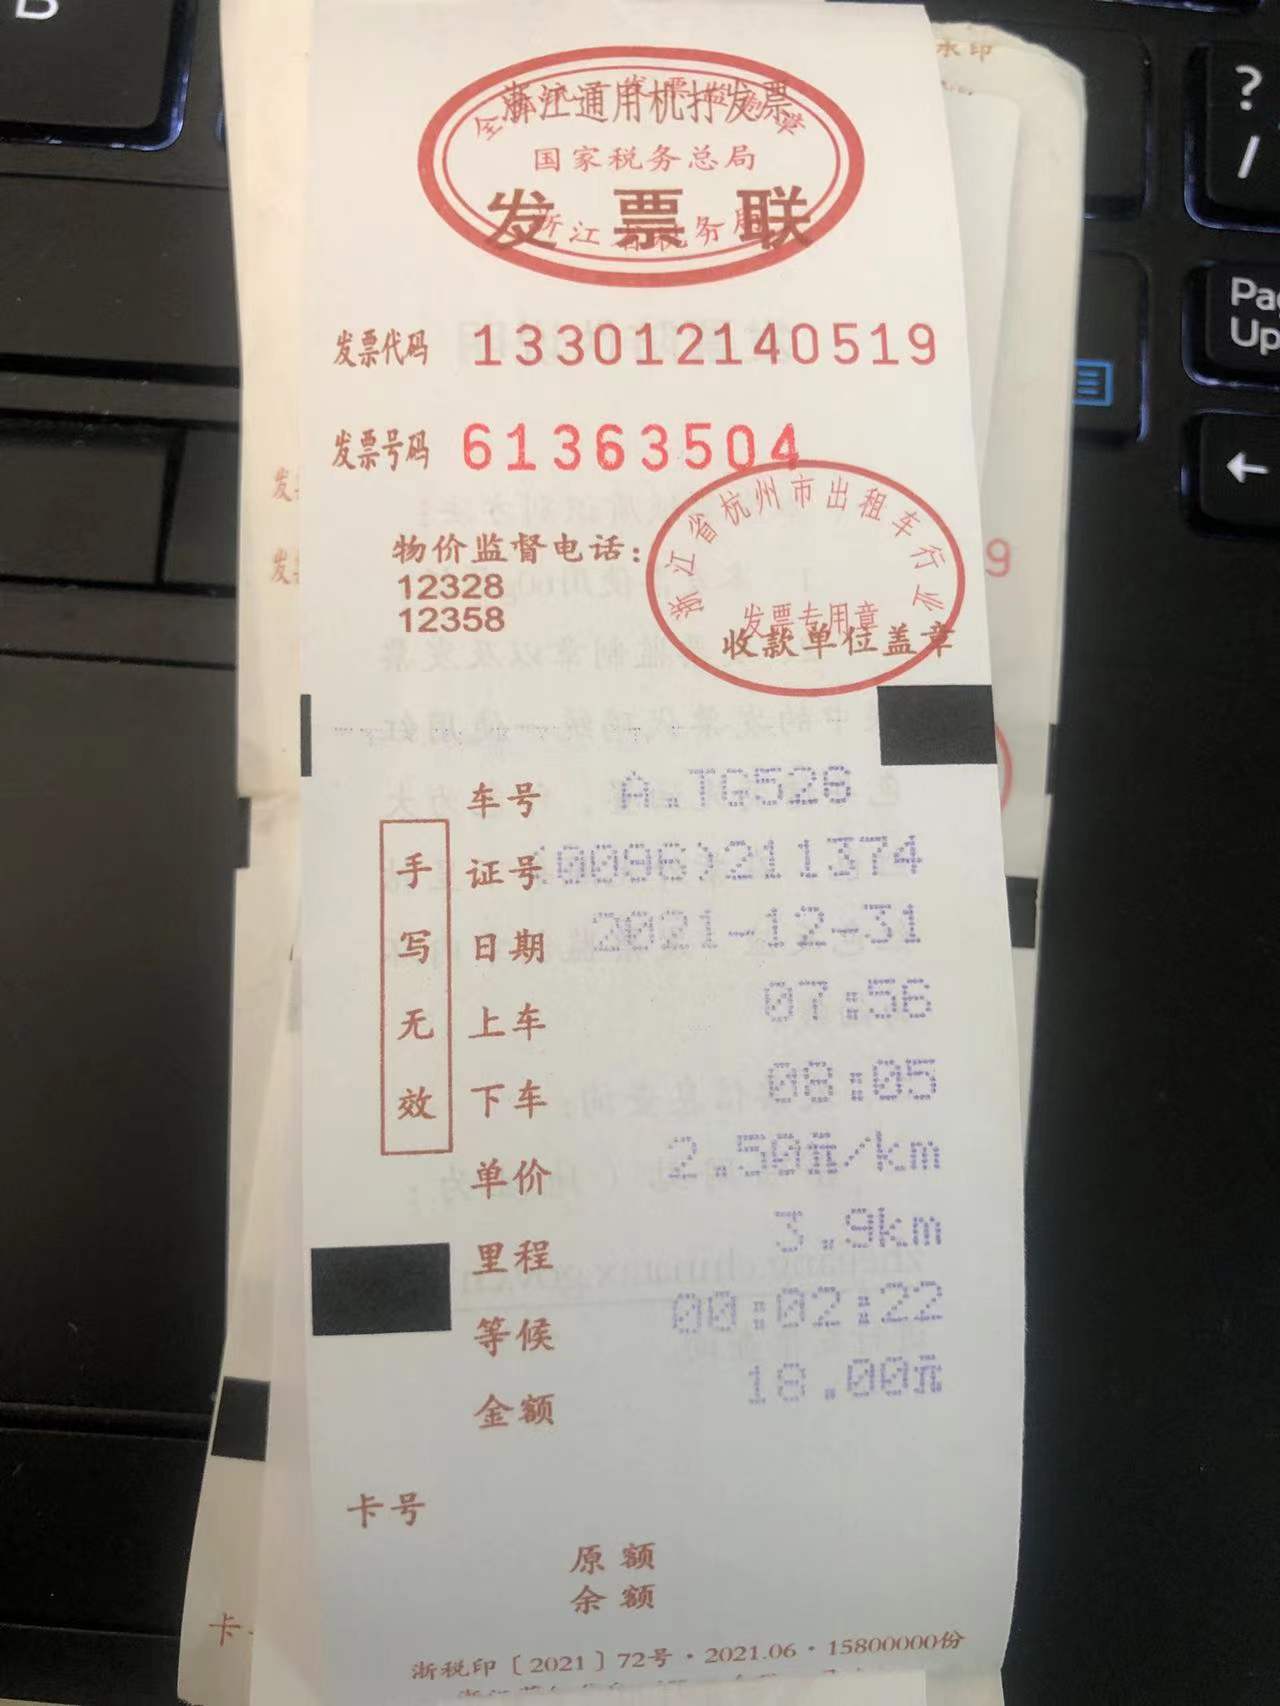 浙江通用机打发票
国家税务总局
发票联
浙江省税务局
发票代码 133012140519
发票号码 61363504
浙江省杭州市出租车行业
物价监督电话:
12328
12358
发票专用章
收款单位盖章
车号 A.TG528
证号 (0096)211374
日期 2021-12-31
上车 07:56
下车 08:05
单价 2.50元/km
里程 3.9km
等候 00:02:22
金额 18.00元
手写无效
卡号
原额
余额
浙税印〔2021〕72号·2021.06·15800000份
水印
发
发
9
卡
B
?
/
Up
←